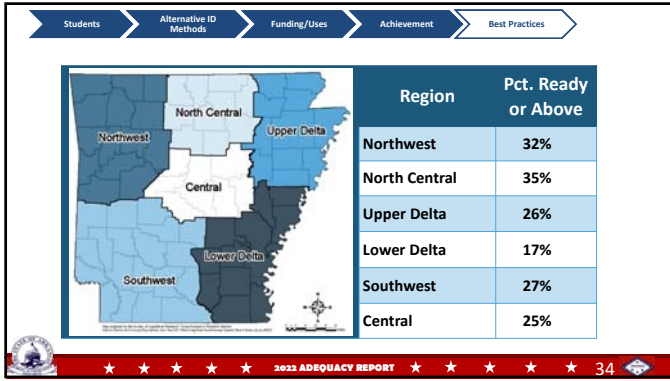 Students
Alternative ID
Methods
Funding/Uses
Achievement
Best Practices
Northwest
North Central
Upper Delta
Central
Lower Delta
Southwest
Region
Pct. Ready
or Above
Northwest 32%
North Central 35%
Upper Delta 26%
Lower Delta 17%
Southwest 27%
Central 25%
2022 ADEQUACY REPORT
34